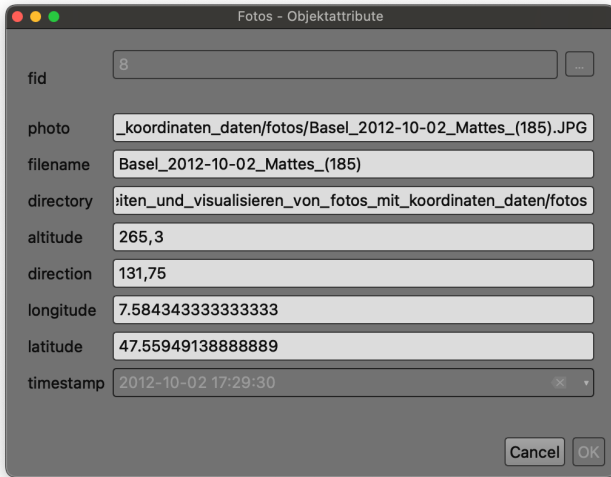 Fotos - Objektattribute
fid 8 ...
photo _koordinaten_daten/fotos/Basel_2012-10-02_Mattes_(185).JPG
filename Basel_2012-10-02_Mattes_(185)
directory eiten_und_visualisieren_von_fotos_mit_koordinaten_daten/fotos
altitude 265,3
direction 131,75
longitude 7.584343333333333
latitude 47.55949138888889
timestamp 2012-10-02 17:29:30
Cancel OK